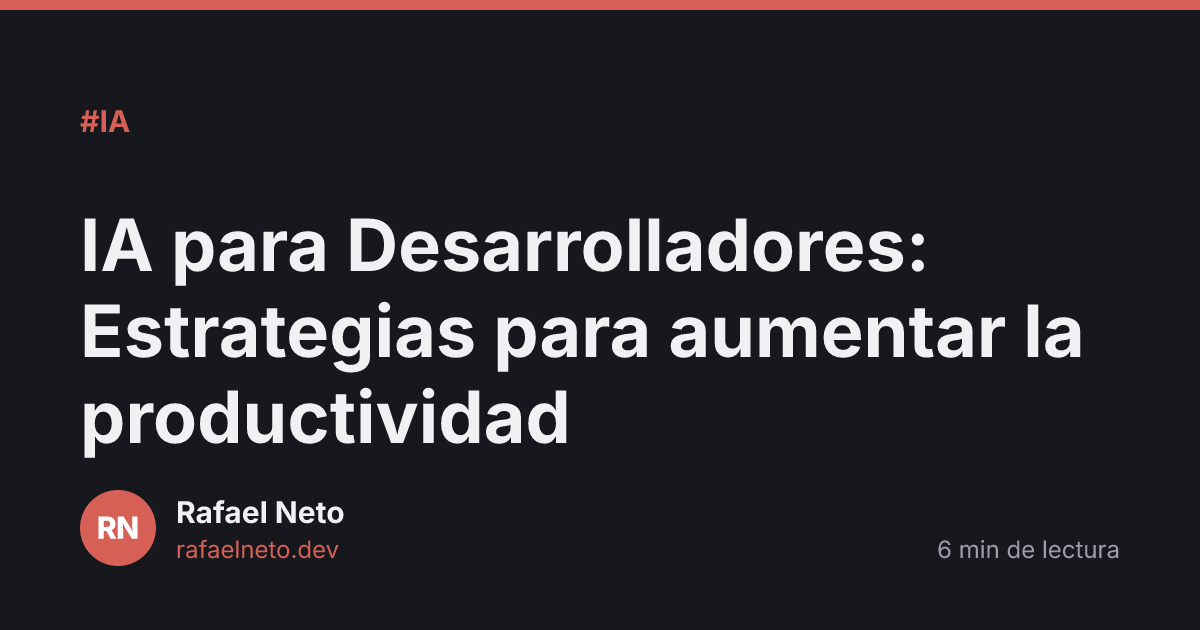 #IA
IA para Desarrolladores:
Estrategias para aumentar la
productividad
RN
Rafael Neto
rafaelneto.dev
6 min de lectura